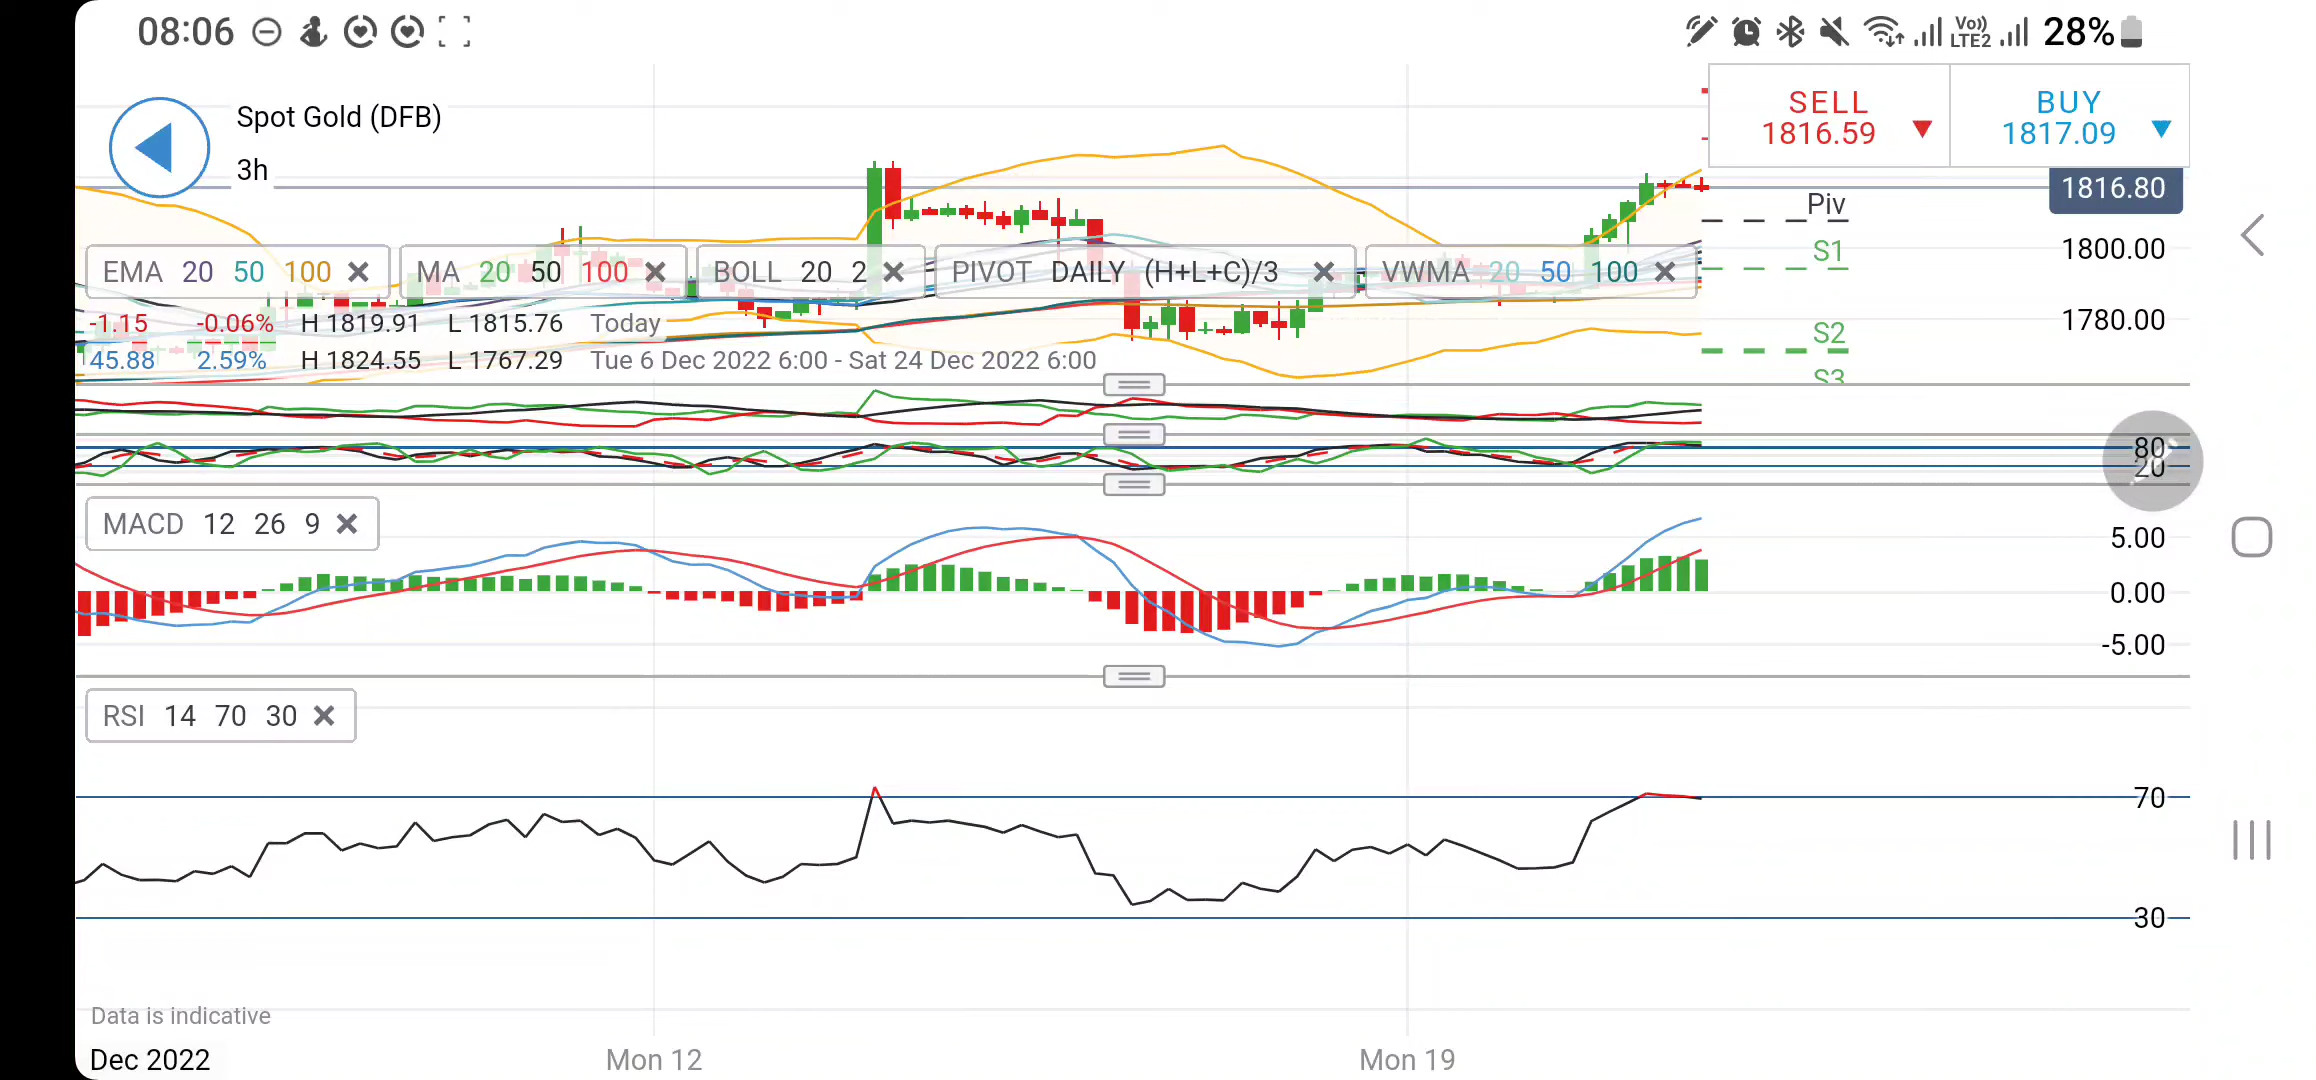 08:06
Vo)) LTE2 28%
Spot Gold (DFB)
3h
SELL BUY
1816.59 1817.09
1816.80
Piv
S1 1800.00
EMA 20 50 100 MA 20 50 100 BOLL 20 2 PIVOT DAILY (H+L+C)/3 VWMA 20 50 100
-1.15 -0.06% H 1819.91 L 1815.76 Today 1780.00
S2
45.88 2.59% H 1824.55 L 1767.29 Tue 6 Dec 2022 6:00 - Sat 24 Dec 2022 6:00
S3
80
20
MACD 12 26 9
5.00
0.00
-5.00
RSI 14 70 30
70
30
Data is indicative
Dec 2022 Mon 12 Mon 19